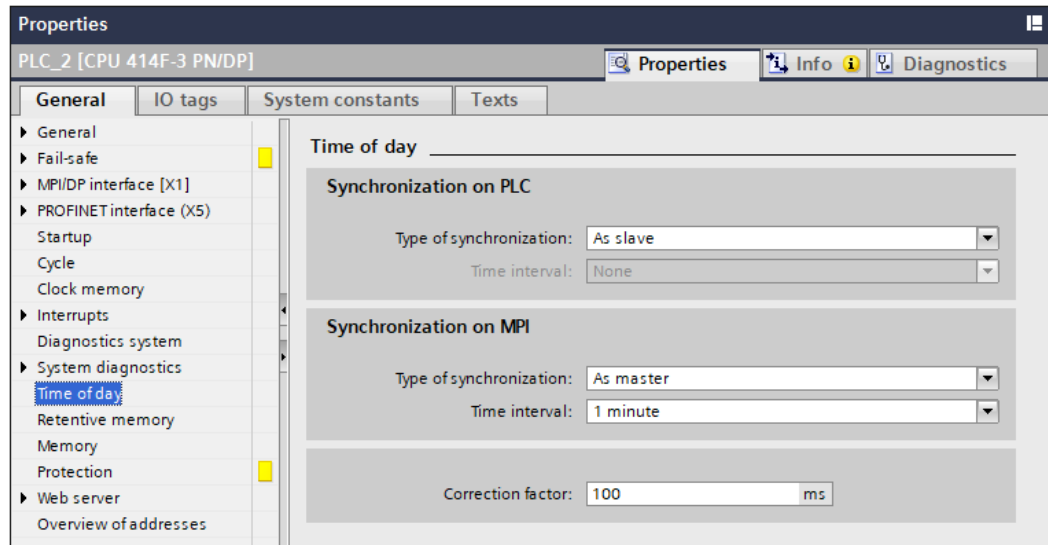 Properties
PLC_2 [CPU 414F-3 PN/DP]
Properties
Info
Diagnostics
General
IO tags
System constants
Texts
General
Fail-safe
MPI/DP interface [X1]
PROFINET interface (X5)
Startup
Cycle
Clock memory
Interrupts
Diagnostics system
System diagnostics
Time of day
Retentive memory
Memory
Protection
Web server
Overview of addresses
Time of day
Synchronization on PLC
Type of synchronization: As slave
Time interval: None
Synchronization on MPI
Type of synchronization: As master
Time interval: 1 minute
Correction factor: 100 ms